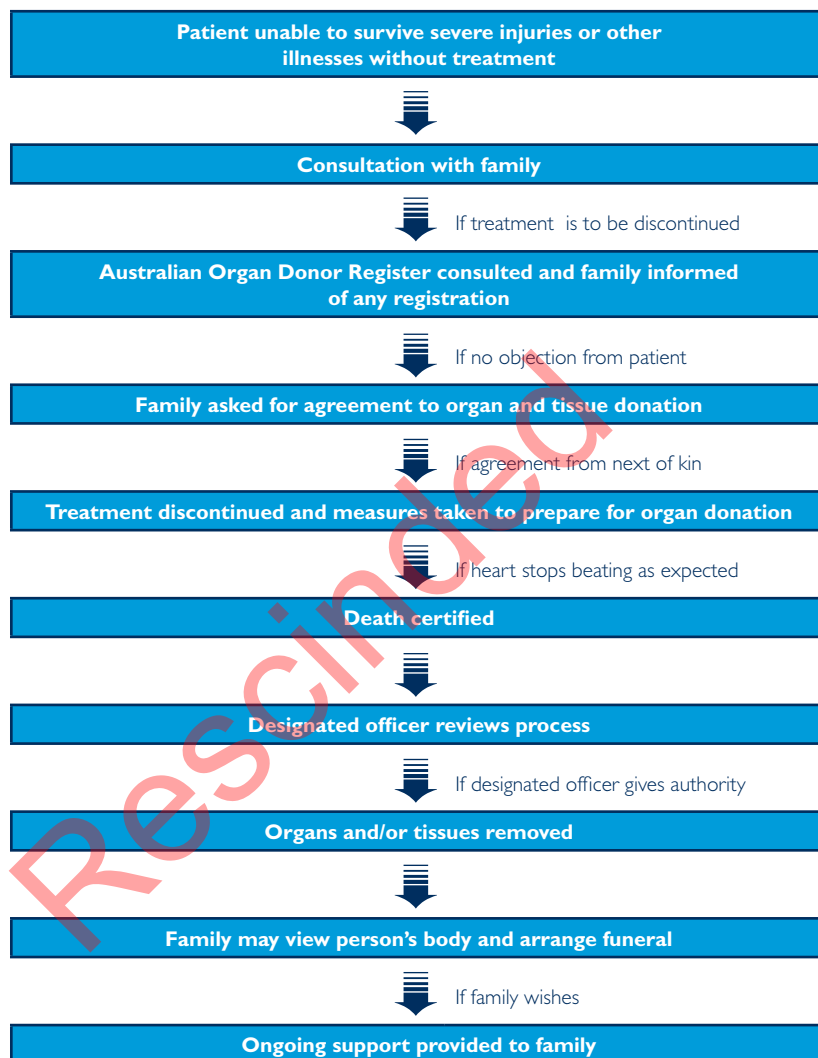 Patient unable to survive severe injuries or other
illnesses without treatment
Consultation with family
If treatment is to be discontinued
Australian Organ Donor Register consulted and family informed
of any registration
If no objection from patient
Family asked for agreement to organ and tissue donation
If agreement from next of kin
Treatment discontinued and measures taken to prepare for organ donation
If heart stops beating as expected
Death certified
Designated officer reviews process
If designated officer gives authority
Organs and/or tissues removed
Family may view person's body and arrange funeral
If family wishes
Ongoing support provided to family
Rescinded